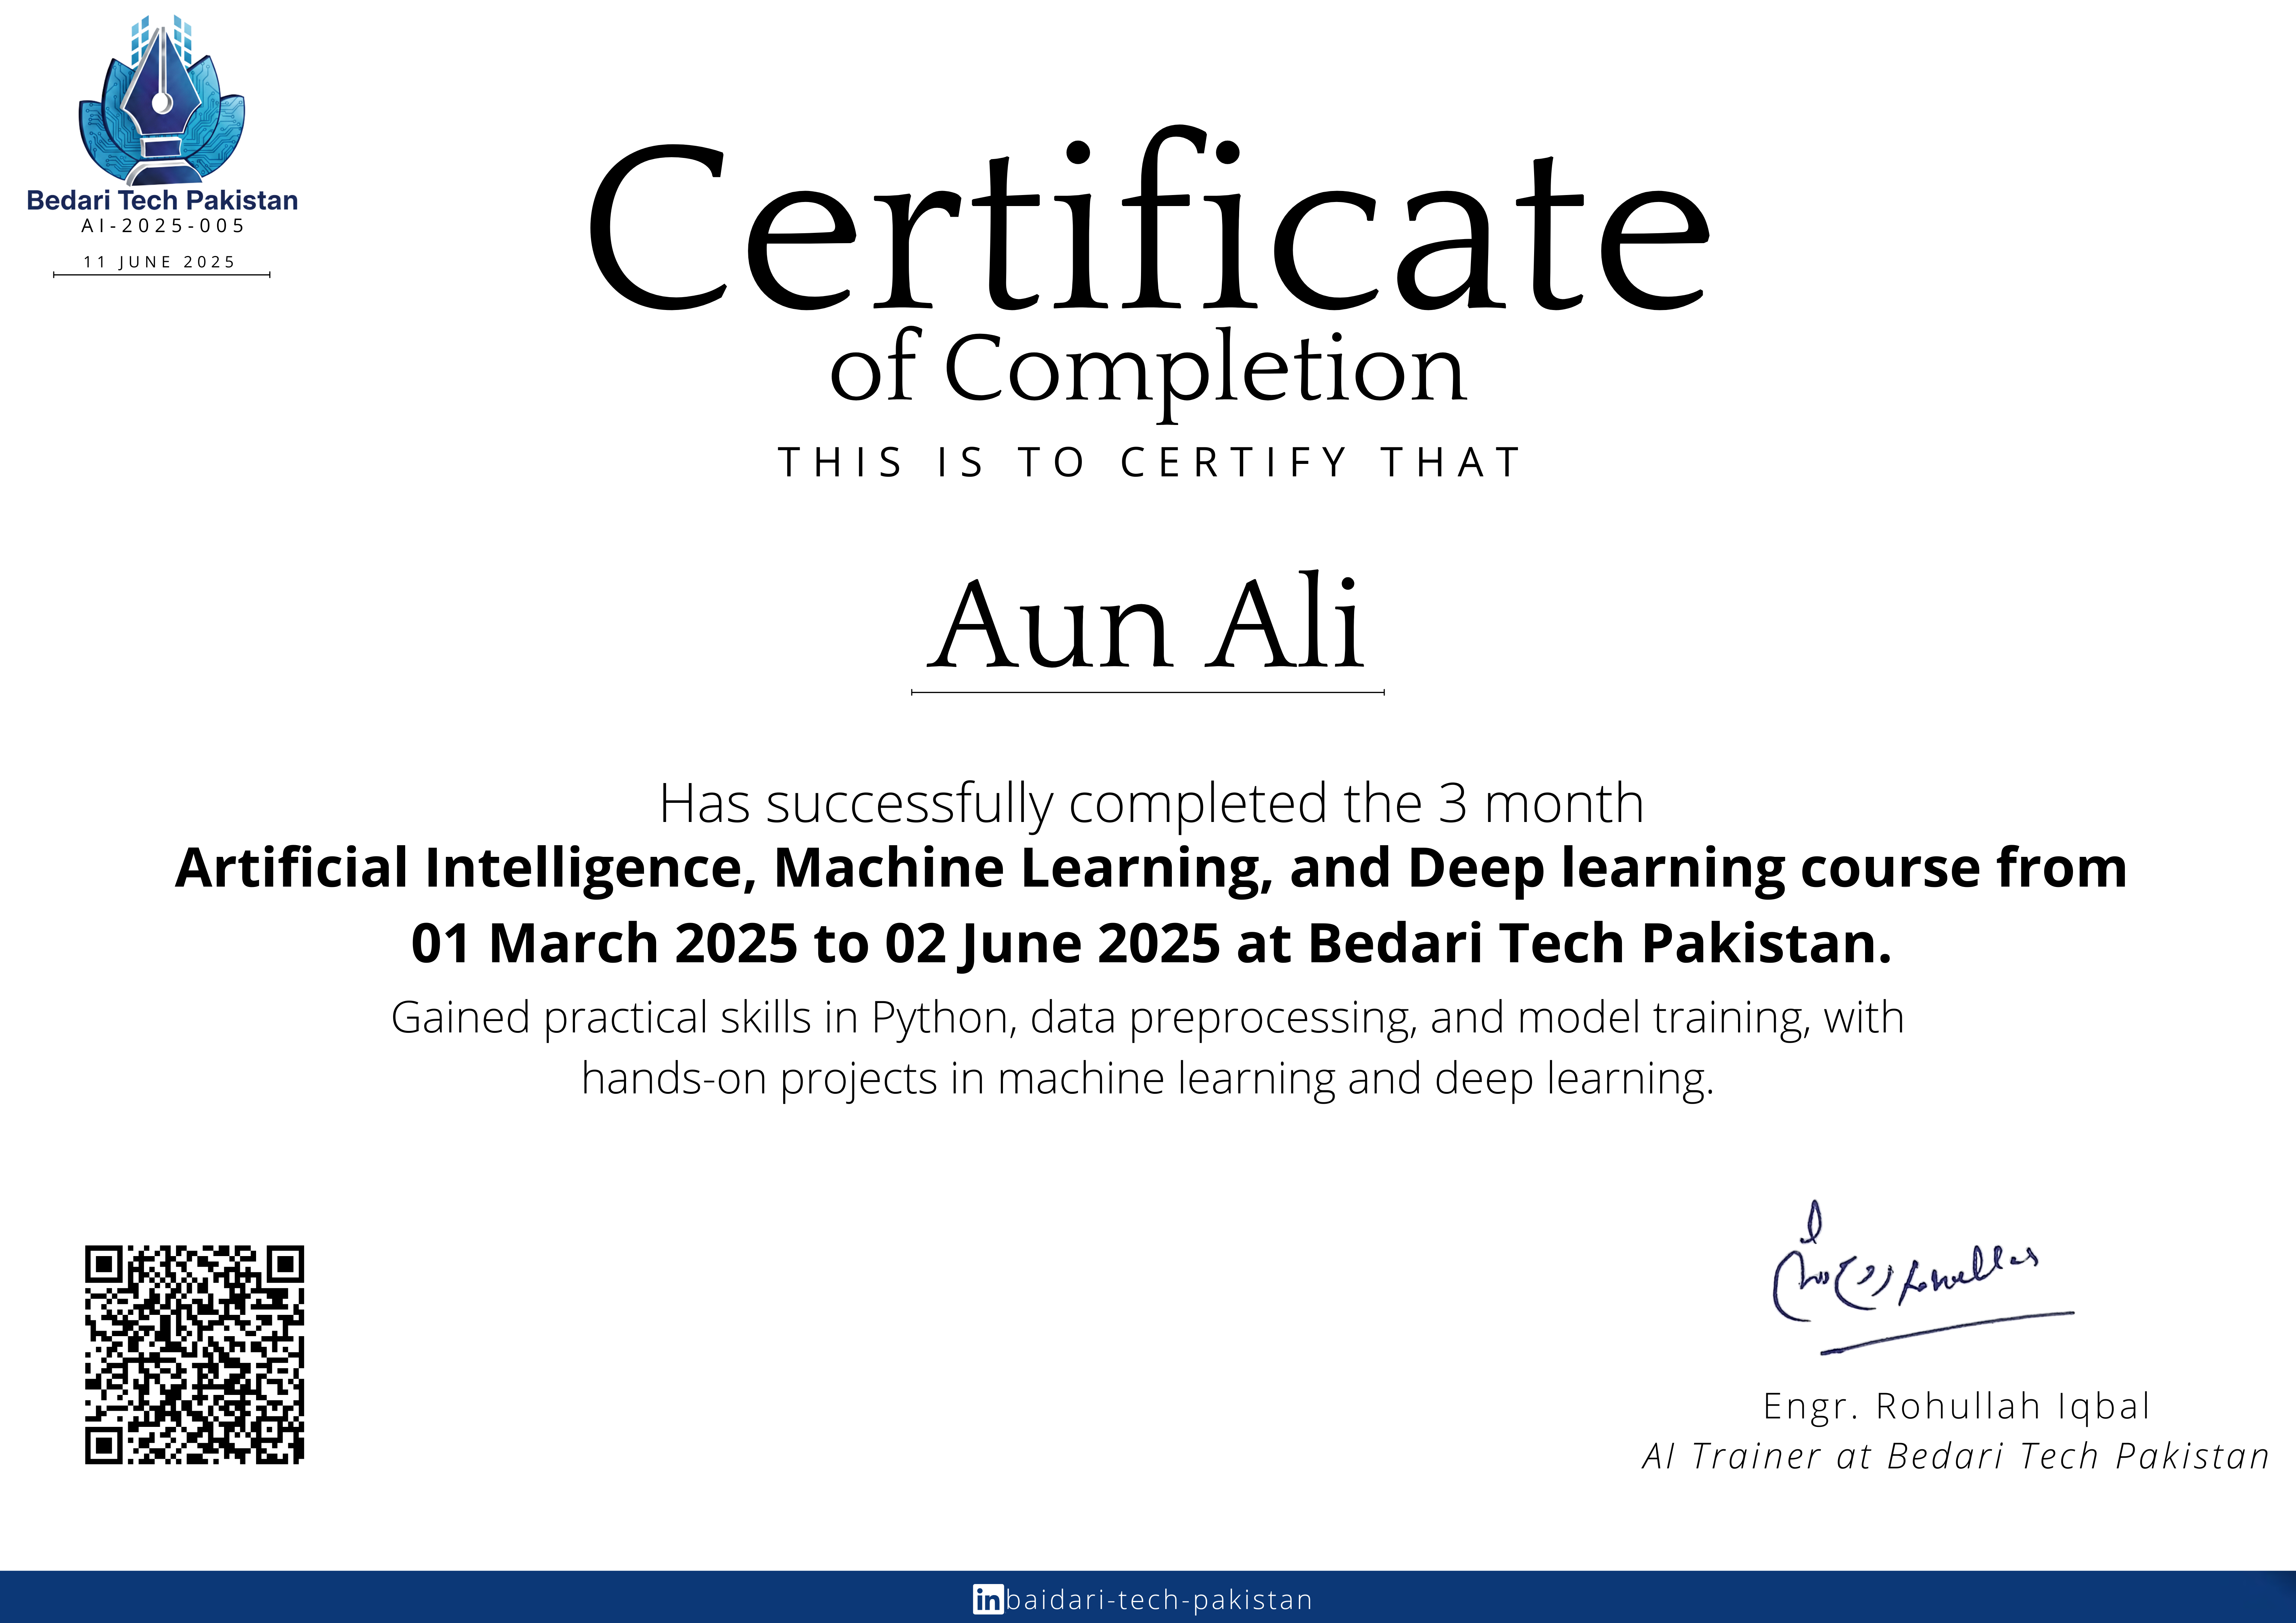 Bedari Tech Pakistan
AI-2025-005
11 JUNE 2025
Certificate
of Completion
THIS IS TO CERTIFY THAT
Aun Ali
Has successfully completed the 3 month
Artificial Intelligence, Machine Learning, and Deep learning course from
01 March 2025 to 02 June 2025 at Bedari Tech Pakistan.
Gained practical skills in Python, data preprocessing, and model training, with
hands-on projects in machine learning and deep learning.
Engr. Rohullah Iqbal
AI Trainer at Bedari Tech Pakistan
in baidari-tech-pakistan